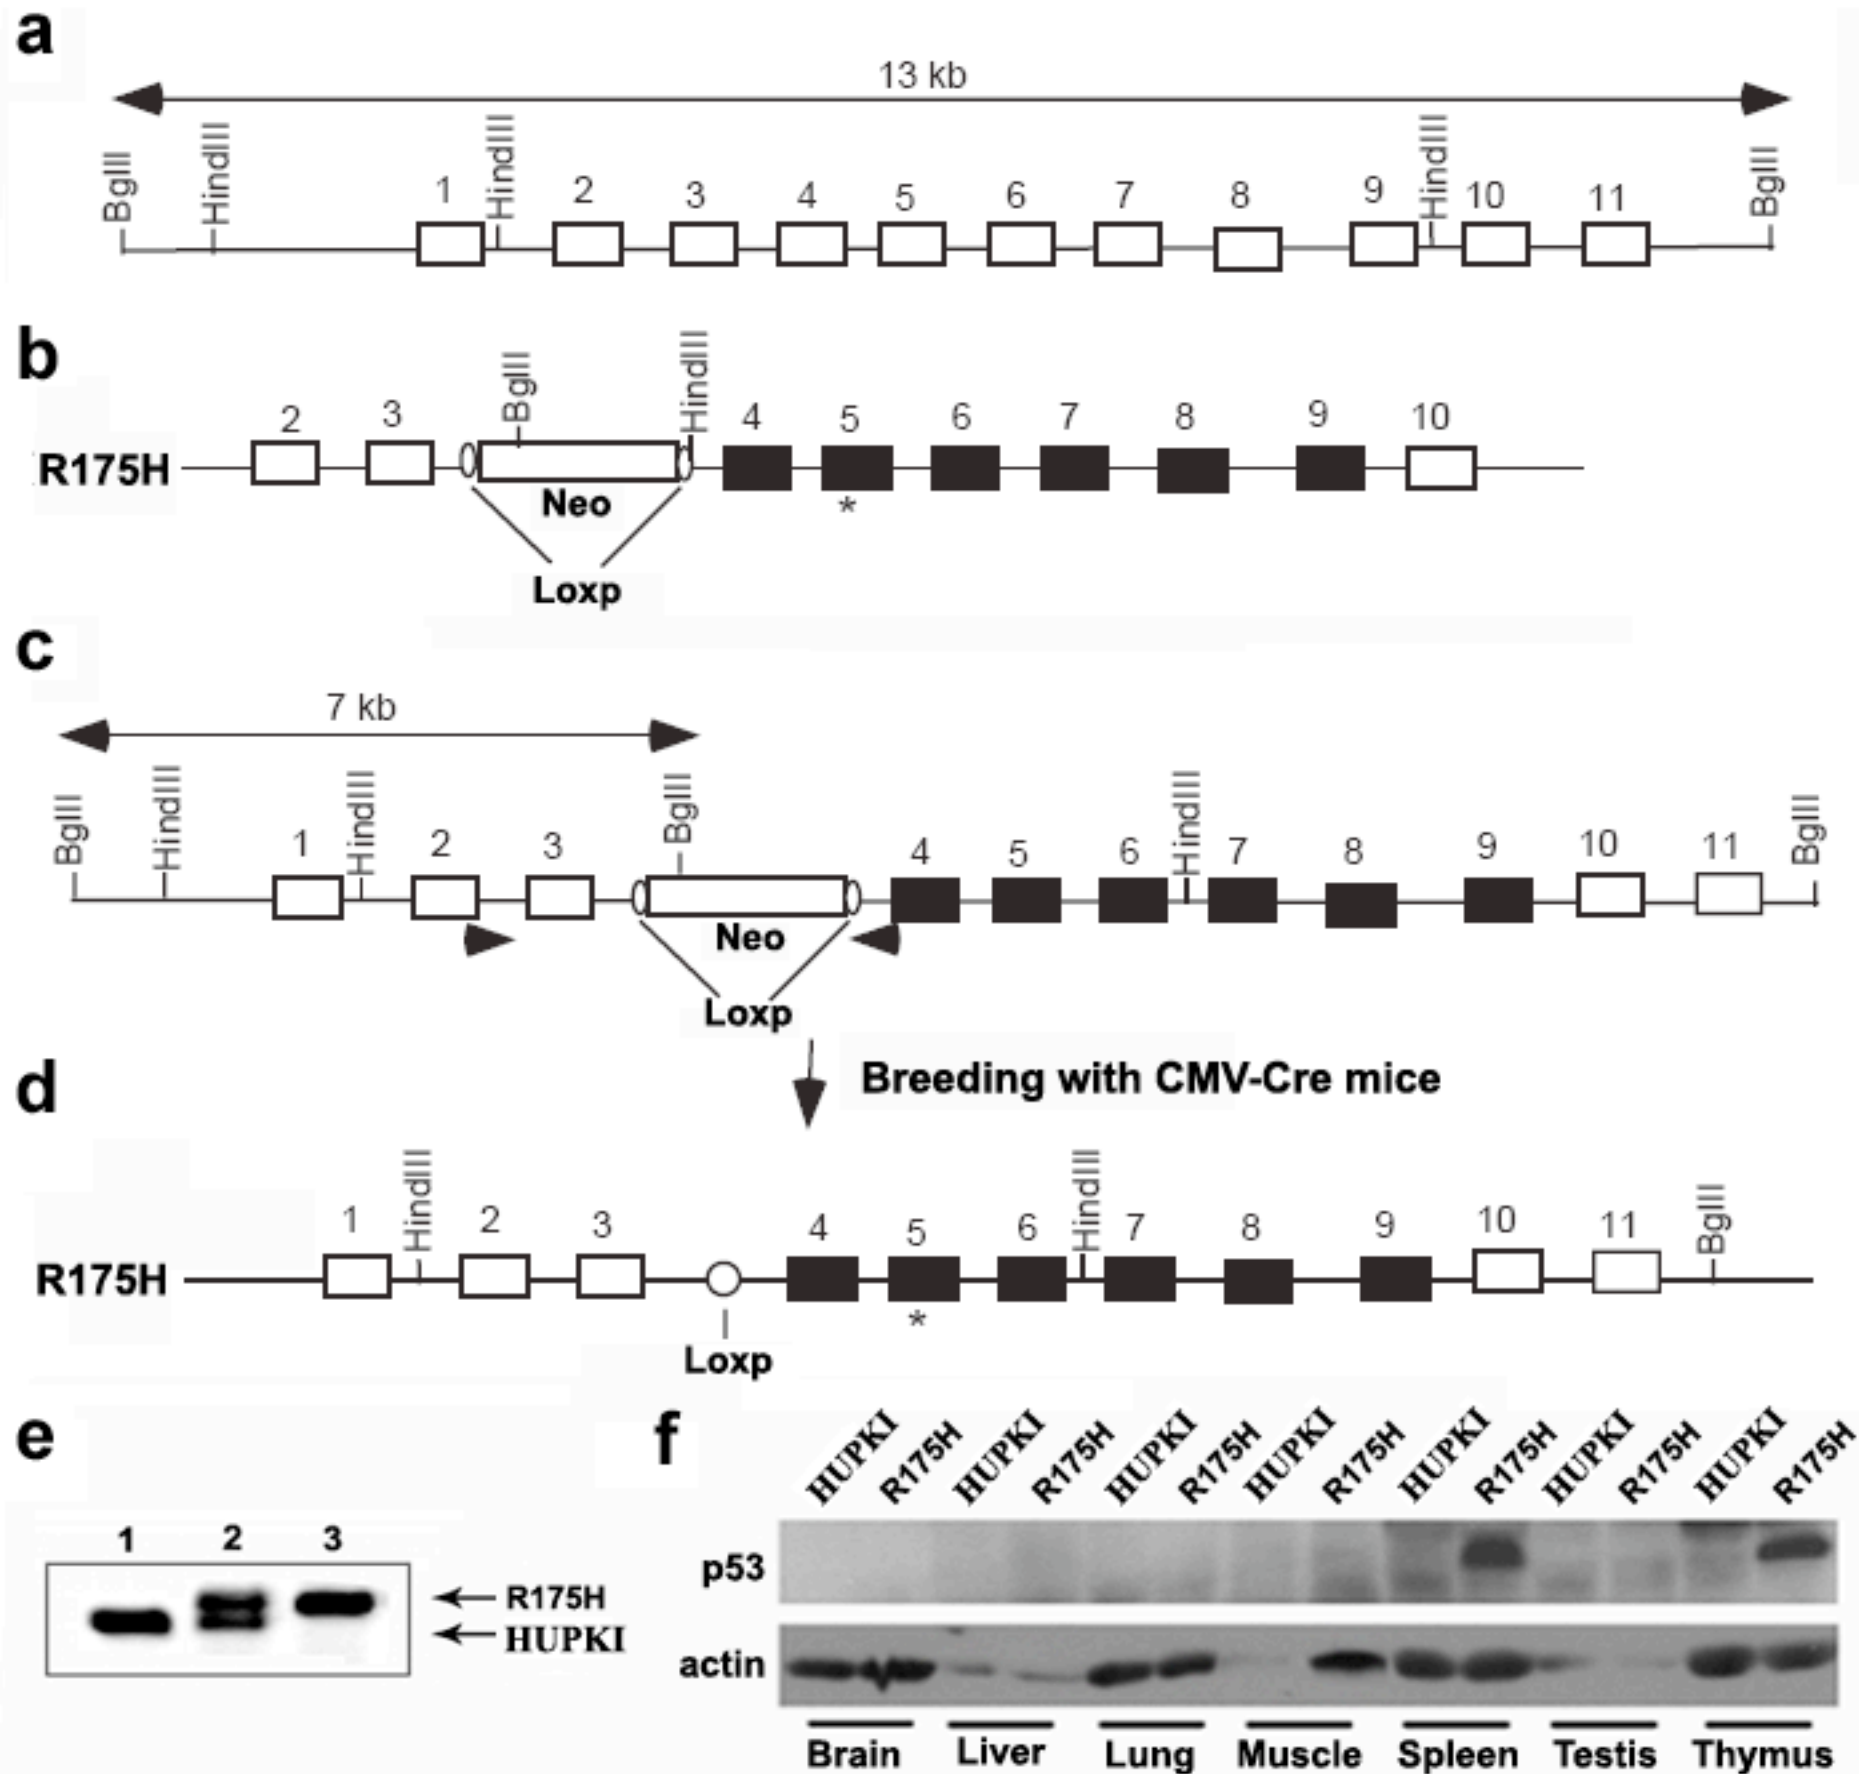 a
13 kb
BglII HindIII 1 HindIII 2 3 4 5 6 7 8 9 HindIII 10 11 BglII
b
R175H 2 3 BglI HindIII 4 5 6 7 8 9 10
Neo
*
Loxp
c
7 kb
BglII HindIII 1 HindIII 2 3 BglII 4 5 6 HindIII 7 8 9 10 11 BglII
Neo
Loxp
Breeding with CMV-Cre mice
d
R175H 1 HindIII 2 3 4 5 6 HindIII 7 8 9 10 11 BglII
*
Loxp
e
1 2 3
R175H
HUPKI
f
HUPKI R175H HUPKI R175H HUPKI R175H HUPKI R175H HUPKI R175H HUPKI R175H HUPKI R175H
p53
actin
Brain Liver Lung Muscle Spleen Testis Thymus